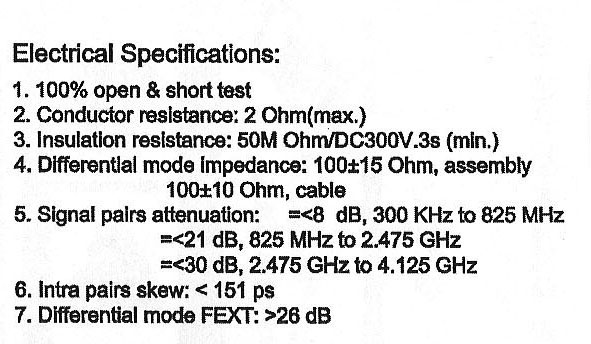 Electrical Specifications:
1. 100% open & short test
2. Conductor resistance: 2 Ohm(max.)
3. Insulation resistance: 50M Ohm/DC300V.3s (min.)
4. Differential mode impedance: 100±15 Ohm, assembly
100±10 Ohm, cable
5. Signal pairs attenuation: =<8 dB, 300 KHz to 825 MHz
=<21 dB, 825 MHz to 2.475 GHz
=<30 dB, 2.475 GHz to 4.125 GHz
6. Intra pairs skew: < 151 ps
7. Differential mode FEXT: >26 dB